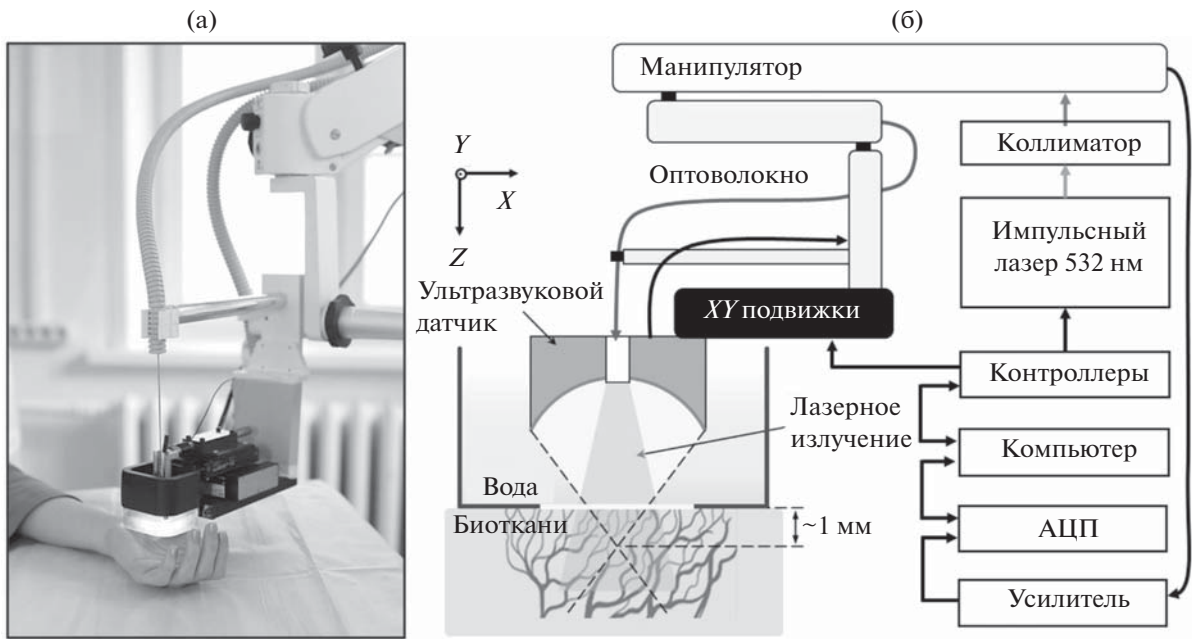 (а)
(б)
Манипулятор
Коллиматор
Оптоволокно
Y
X
Z
Импульсный
лазер 532 нм
Ультразвуковой
датчик
XY подвижки
Контроллеры
Лазерное
излучение
Компьютер
Вода
Биоткани
~1 мм
АЦП
Усилитель